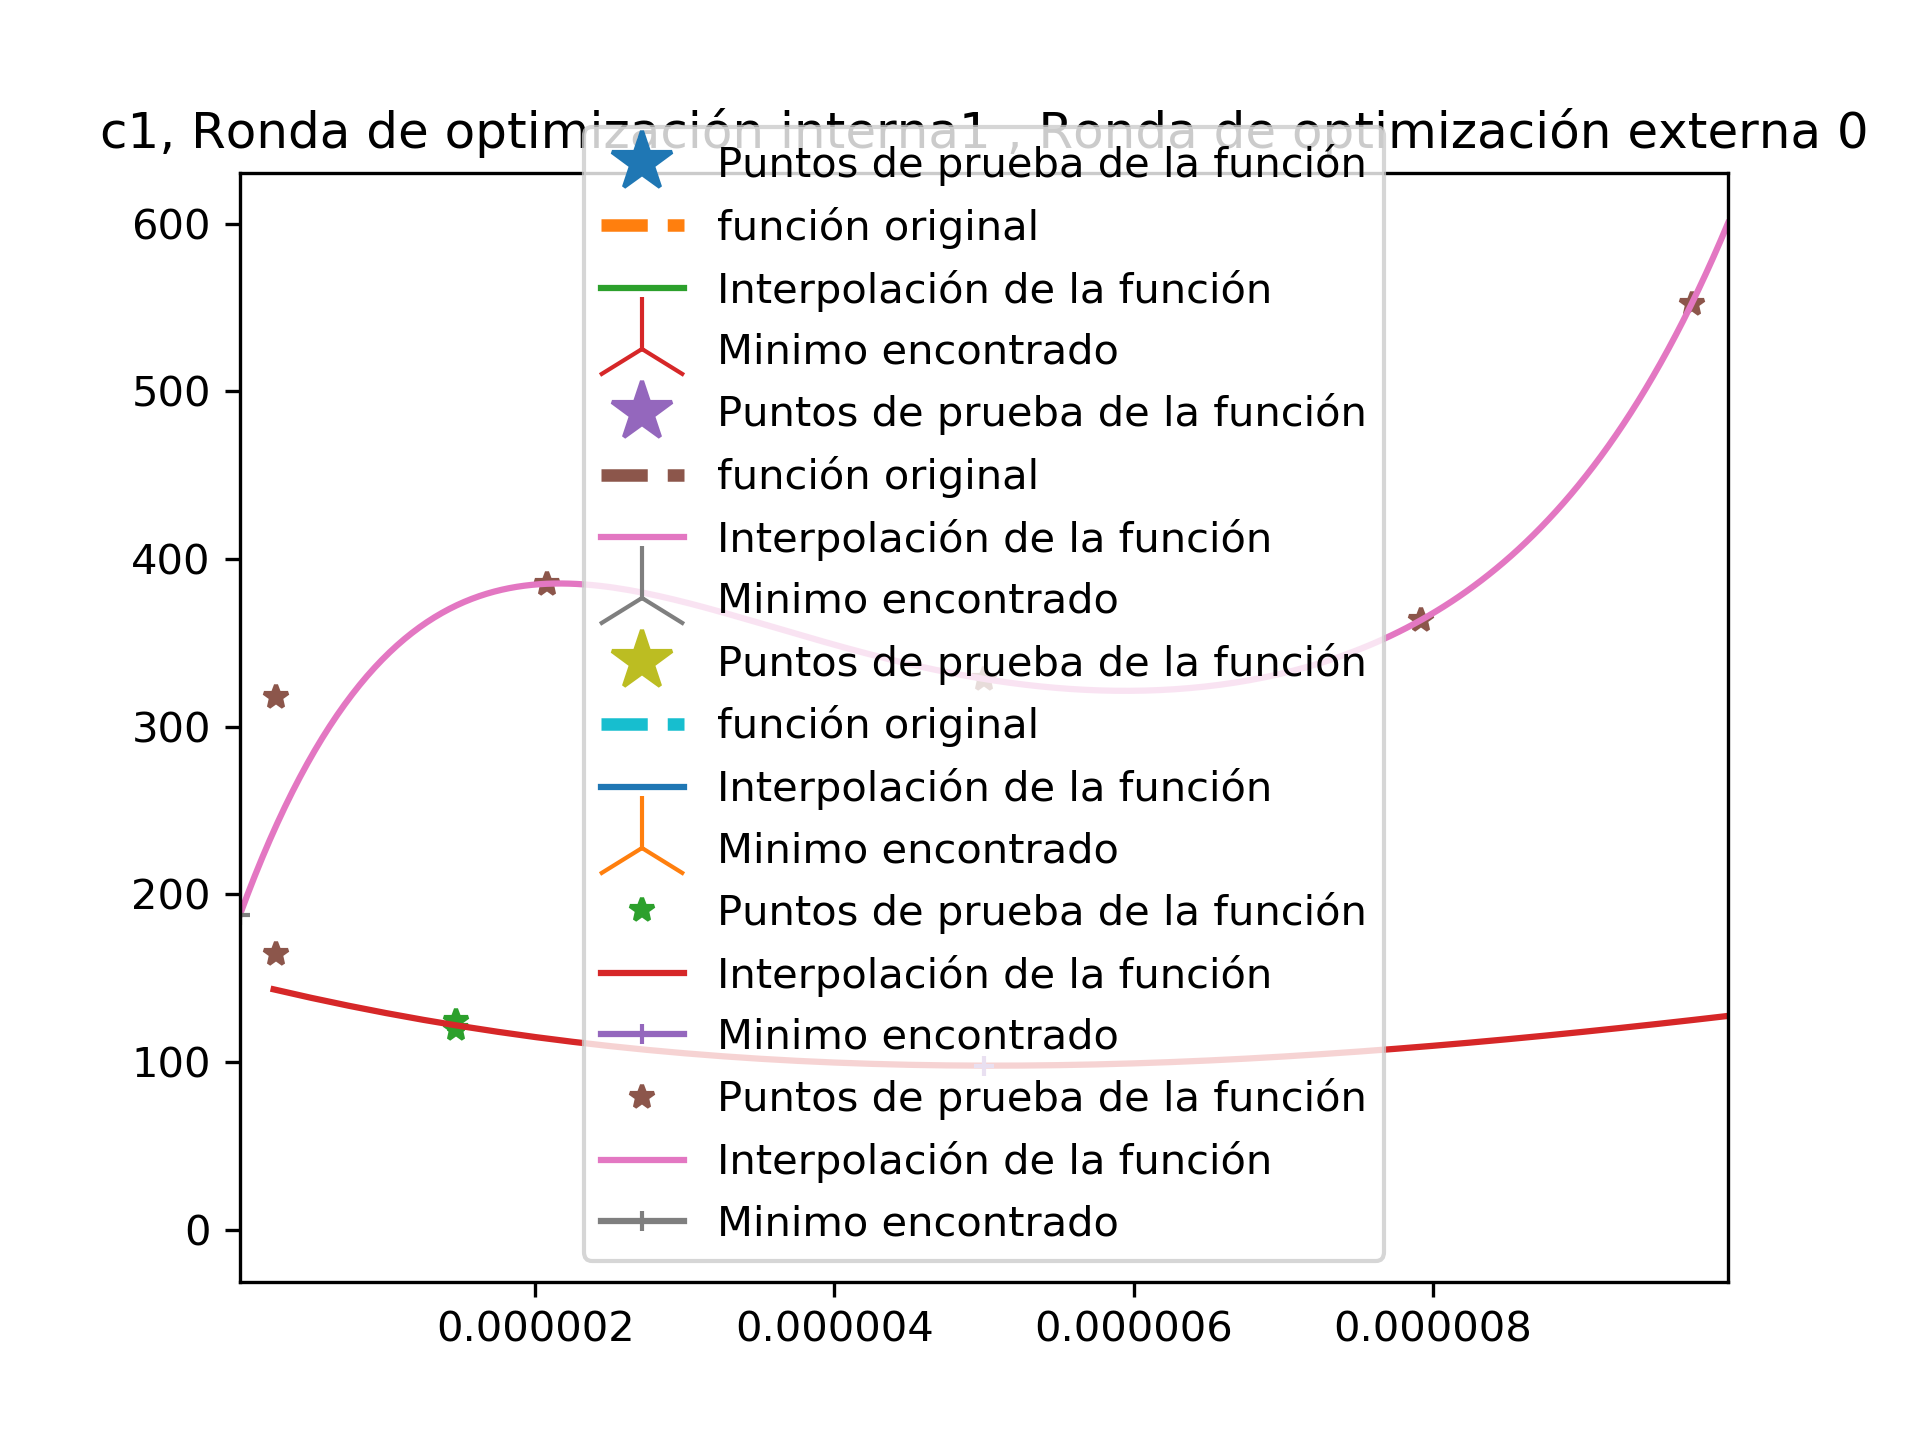 c1, Ronda de optimización interna1 , Ronda de optimización externa 0
600
500
400
300
200
100
0
Puntos de prueba de la función
función original
Interpolación de la función
Minimo encontrado
Puntos de prueba de la función
función original
Interpolación de la función
Minimo encontrado
Puntos de prueba de la función
función original
Interpolación de la función
Minimo encontrado
Puntos de prueba de la función
Interpolación de la función
Minimo encontrado
Puntos de prueba de la función
Interpolación de la función
Minimo encontrado
0.000002 0.000004 0.000006 0.000008